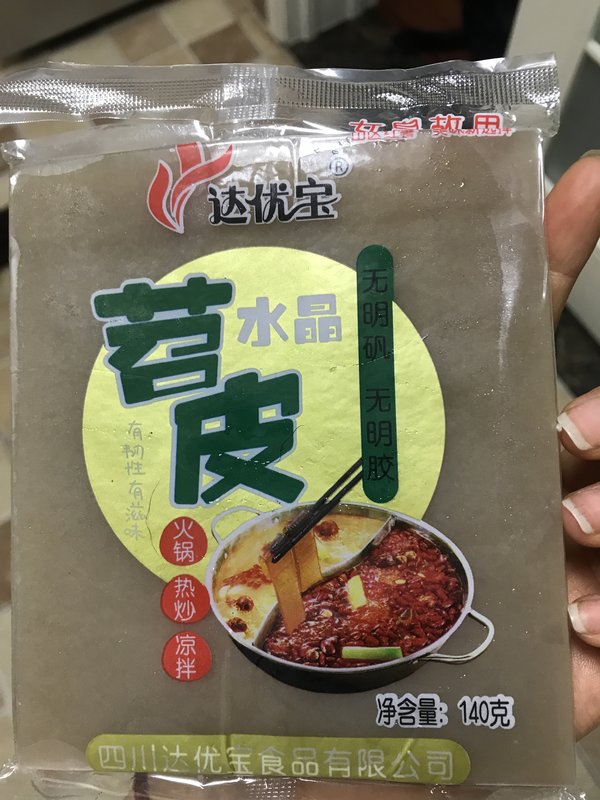 ®
达优宝
水晶
苕
皮
有韧性有滋味
无明矾 无明胶
火锅
热炒
凉拌
净含量：140克
四川达优宝食品有限公司